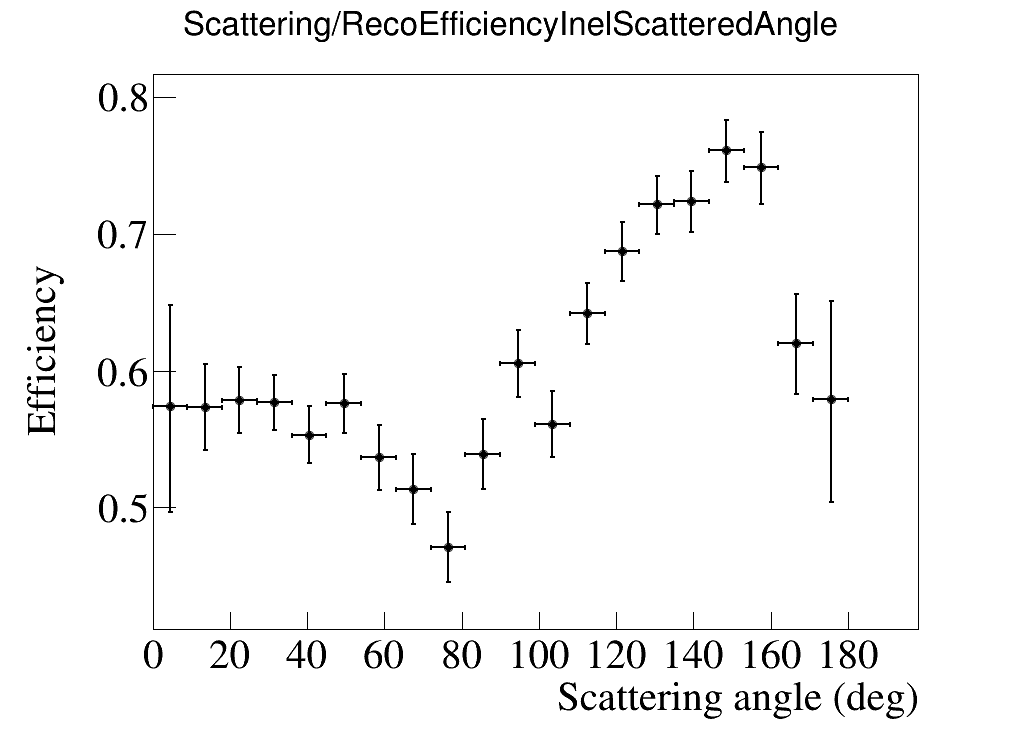 Scattering/RecoEfficiencyInelScatteredAngle
0.8
0.7
0.6
0.5
Efficiency
0 20 40 60 80 100 120 140 160 180
Scattering angle (deg)